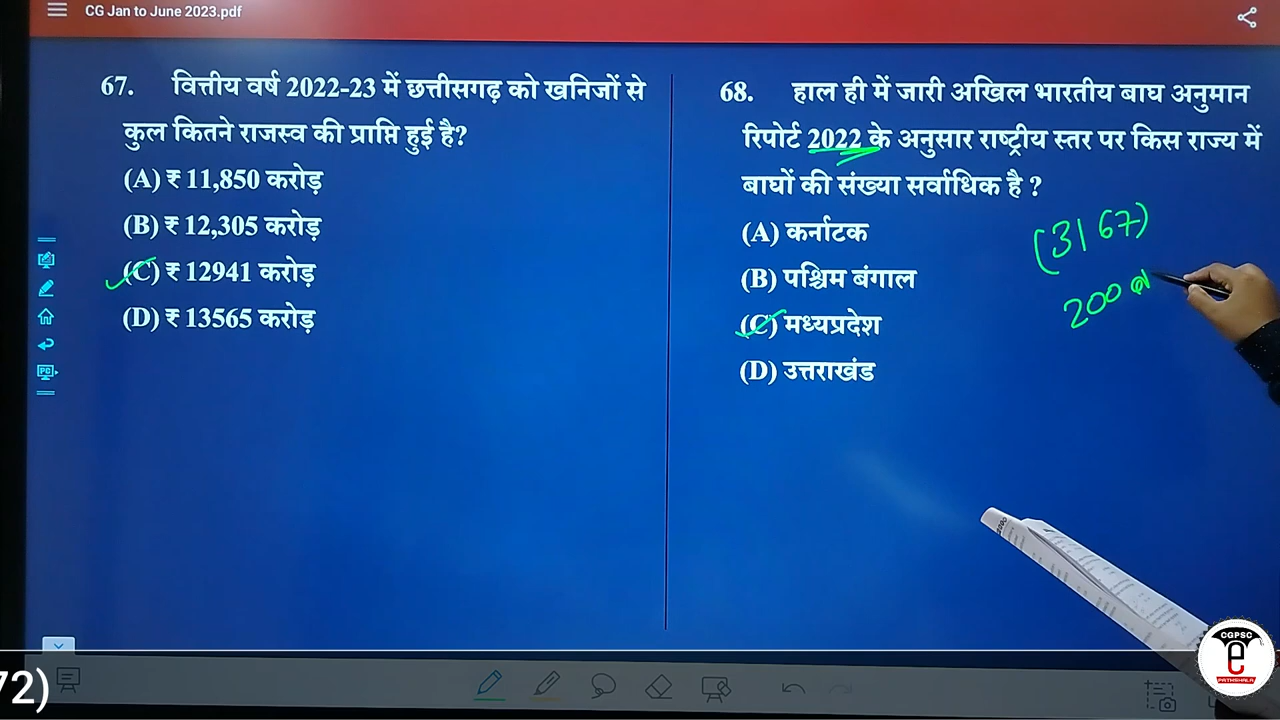 CG Jan to June 2023.pdf
67. वित्तीय वर्ष 2022-23 में छत्तीसगढ़ को खनिजों से
कुल कितने राजस्व की प्राप्ति हुई है?
(A) ₹ 11,850 करोड़
(B) ₹ 12,305 करोड़
(C) ₹ 12941 करोड़
(D) ₹ 13565 करोड़
68. हाल ही में जारी अखिल भारतीय बाघ अनुमान
रिपोर्ट 2022 के अनुसार राष्ट्रीय स्तर पर किस राज्य में
बाघों की संख्या सर्वाधिक है ?
(A) कर्नाटक
(B) पश्चिम बंगाल
(C) मध्यप्रदेश
(D) उत्तराखंड
(3167)
200
72)
CGPSC
e
PATHSHALA